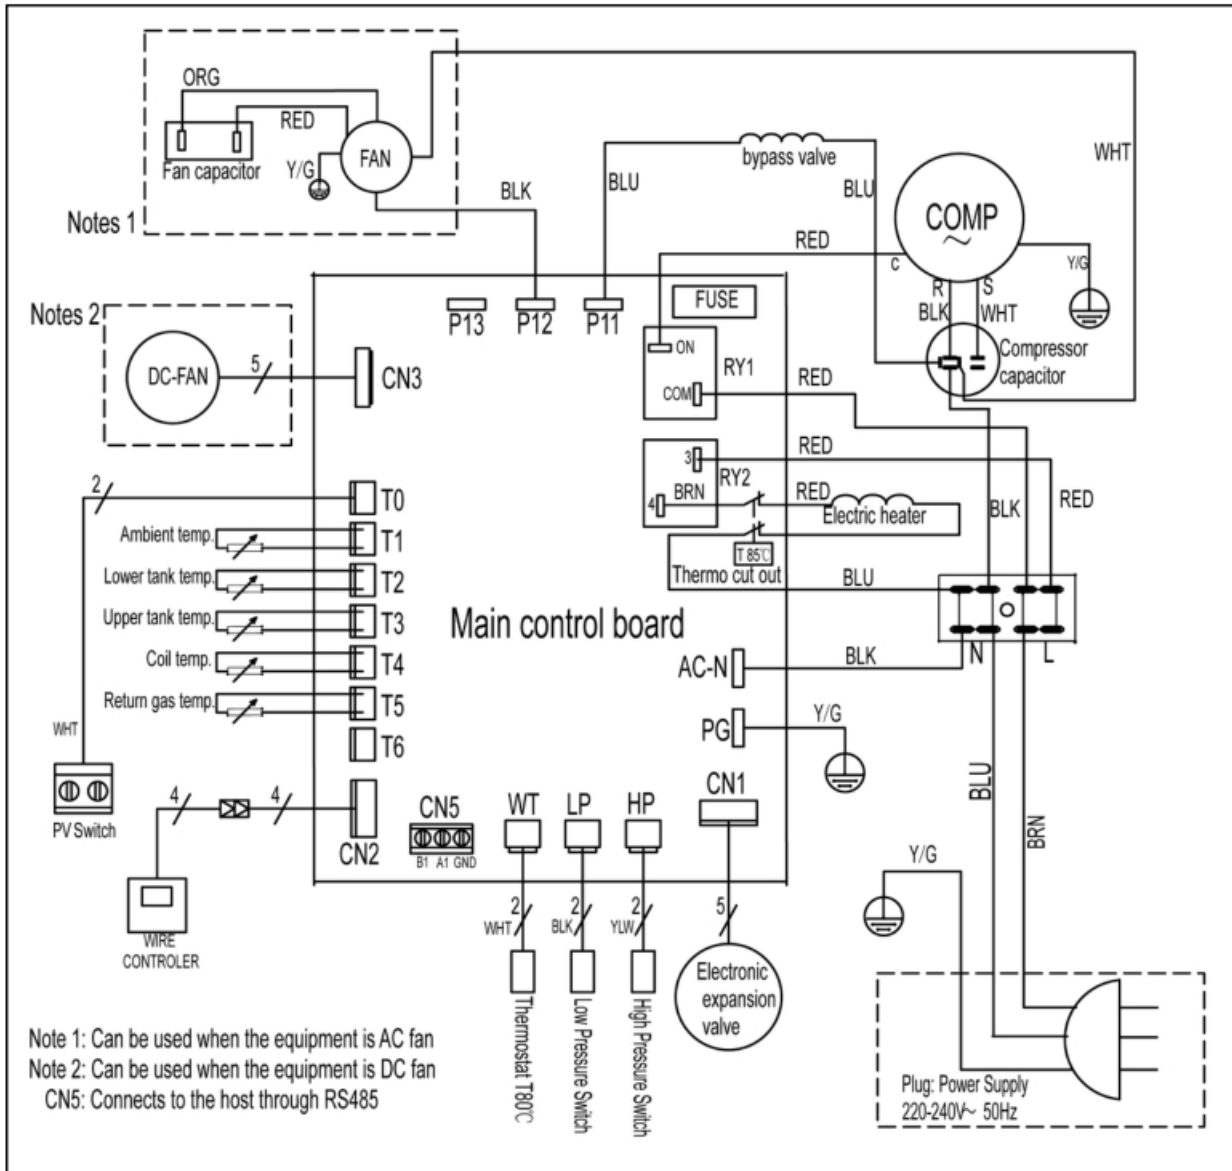 ORG
RED
FAN
Fan capacitor
Y/G
Notes 1
BLK
BLU
bypass valve
BLU
WHT
COMP
~
RED
C
R
S
Y/G
BLK
WHT
Compressor
capacitor
Notes 2
DC-FAN
5
CN3
P13
P12
P11
FUSE
ON
RY1
COM
RED
3
RY2
RED
4
BRN
RED
Electric heater
T 85℃
Thermo cut out
BLK
RED
BLU
2
T0
Ambient temp.
T1
Lower tank temp.
T2
Upper tank temp.
T3
Coil temp.
T4
Return gas temp.
T5
T6
Main control board
AC-N
BLK
N
L
PG
Y/G
WHT
PV Switch
4
4
CN2
WIRE
CONTROLER
CN5
B1 A1 GND
WT
LP
HP
CN1
2
WHT
2
BLK
2
YLW
5
Thermostat T80℃
Low Pressure Switch
High Pressure Switch
Electronic
expansion
valve
BLU
BRN
Y/G
Plug: Power Supply
220-240V~ 50Hz
Note 1: Can be used when the equipment is AC fan
Note 2: Can be used when the equipment is DC fan
CN5: Connects to the host through RS485